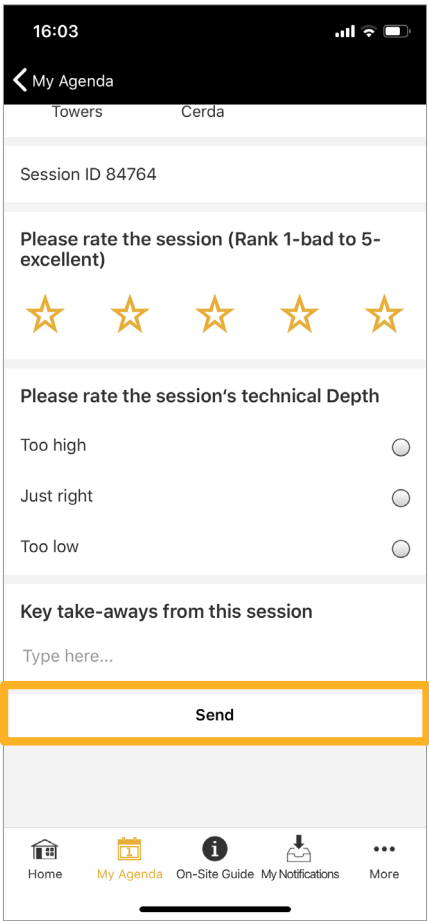 16:03
My Agenda
Towers Cerda
Session ID 84764
Please rate the session (Rank 1-bad to 5-
excellent)
Please rate the session’s technical Depth
Too high
Just right
Too low
Key take-aways from this session
Type here...
Send
1
Home My Agenda On-Site Guide My Notifications More